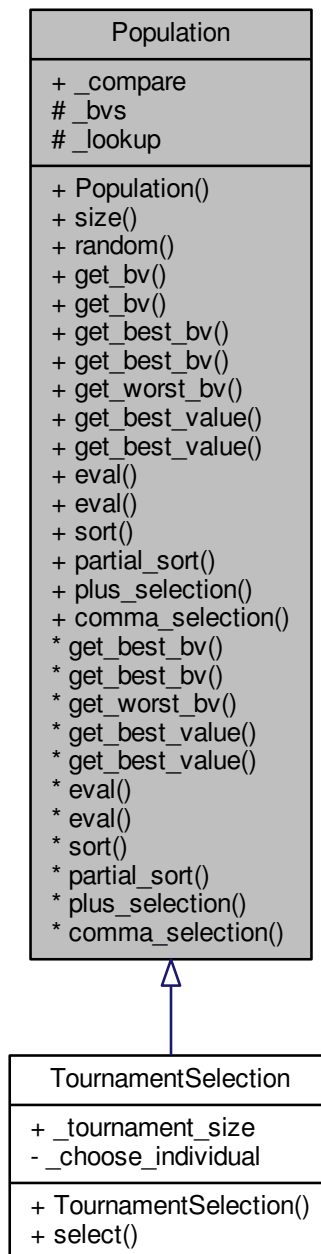 Population
+ _compare
# _bvs
# _lookup
+ Population()
+ size()
+ random()
+ get_bv()
+ get_bv()
+ get_best_bv()
+ get_best_bv()
+ get_worst_bv()
+ get_best_value()
+ get_best_value()
+ eval()
+ eval()
+ sort()
+ partial_sort()
+ plus_selection()
+ comma_selection()
* get_best_bv()
* get_best_bv()
* get_worst_bv()
* get_best_value()
* get_best_value()
* eval()
* eval()
* sort()
* partial_sort()
* plus_selection()
* comma_selection()
TournamentSelection
+ _tournament_size
- _choose_individual
+ TournamentSelection()
+ select()